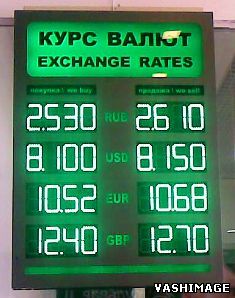 КУРС ВАЛЮТ
EXCHANGE RATES
покупка \ we buy продажа \ we sell
2.530 RUB 2.610
8.100 USD 8.150
10.52 EUR 10.68
12.40 GBP 12.70
YASHIMAGE